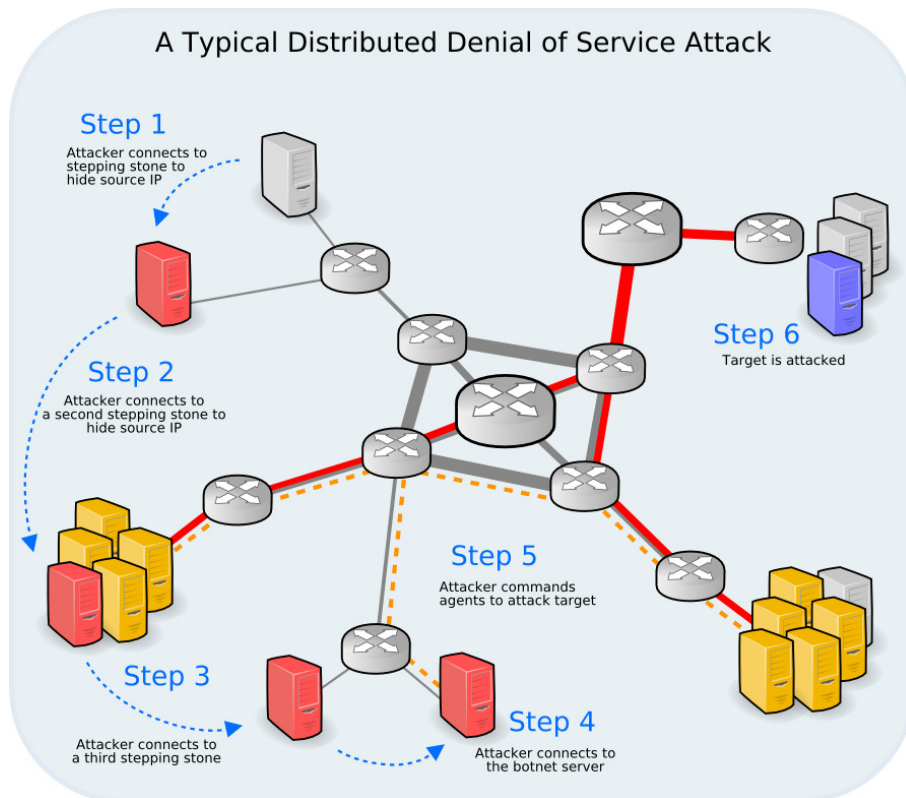 A Typical Distributed Denial of Service Attack
Step 1
Attacker connects to
stepping stone to
hide source IP
Step 2
Attacker connects to
a second stepping stone to
hide source IP
Step 3
Attacker connects to
a third stepping stone
Step 4
Attacker connects to
the botnet server
Step 5
Attacker commands
agents to attack target
Step 6
Target is attacked